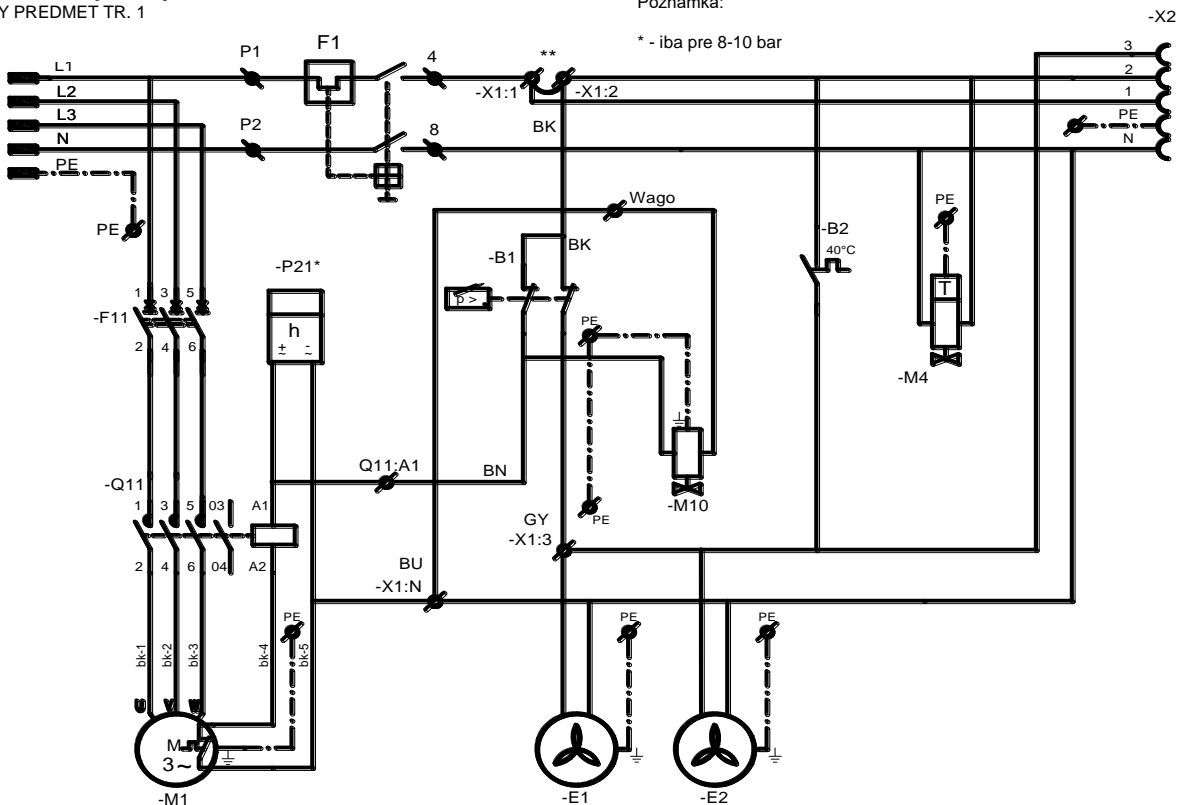 Y PREDMET TR. 1
Poznamka:
* - iba pre 8-10 bar
-X2
L1
P1
F1
4
**
3
L2
-X1:1
-X1:2
2
L3
1
N
P2
8
BK
PE
PE
N
PE
Wago
PE
-B1
BK
-B2
40°C
-P21*
1 3 5
p >
T
-F11
h
PE
2 4 6
+ -
~ ~
-M4
Q11:A1
BN
-Q11
-M10
1 3 5 03
A1
PE
GY
-X1:3
2 4 6 04
A2
BU
-X1:N
PE
PE
PE
bk-1
bk-2
bk-3
bk-4
bk-5
U V W
M
3~
-M1
-E1
-E2